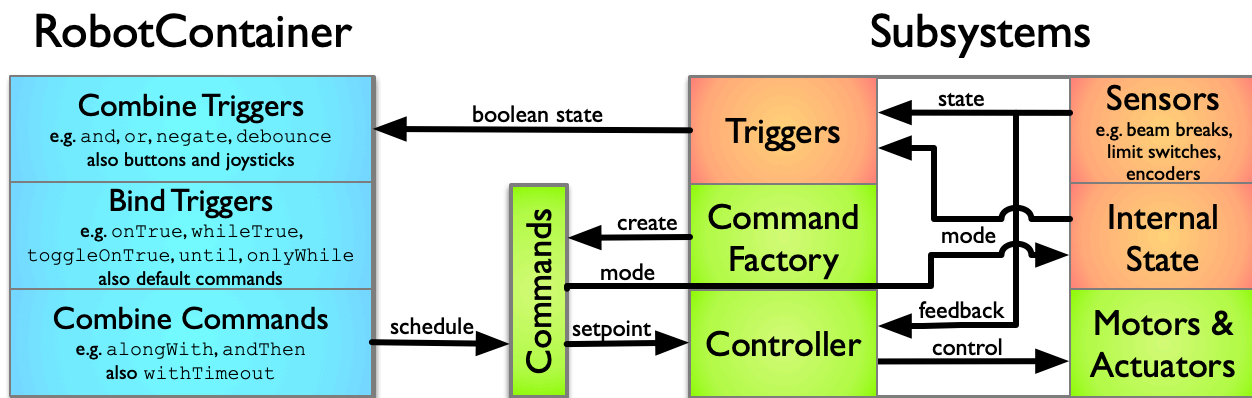 RobotContainer
Subsystems
Combine Triggers
e.g. and, or, negate, debounce
also buttons and joysticks
Bind Triggers
e.g. onTrue, whileTrue,
toggleOnTrue, until, onlyWhile
also default commands
Combine Commands
e.g. alongWith, andThen
also withTimeout
boolean state
schedule
Commands
create
mode
setpoint
Triggers
Command
Factory
Controller
state
mode
feedback
control
Sensors
e.g. beam breaks,
limit switches,
encoders
Internal
State
Motors &
Actuators